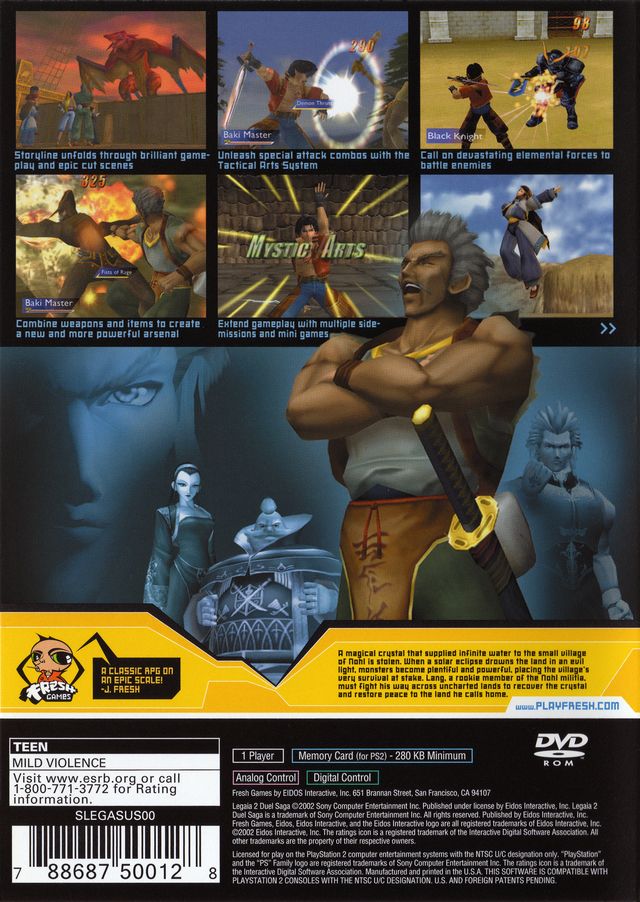 290
Demon Thrust
Baki Master
98
107
Black Knight
Storyline unfolds through brilliant game-
play and epic cut scenes
Unleash special attack combos with the
Tactical Arts System
Call on devastating elemental forces to
battle enemies
325
Fists of Rage
Baki Master
MYSTIC ARTS
Combine weapons and items to create
a new and more powerful arsenal
Extend gameplay with multiple side-
missions and mini games
>>
FRESH
GAMES
A CLASSIC RPG ON
AN EPIC SCALE!
-J. FRESH
A magical crystal that supplied infinite water to the small village
of Nohl is stolen. When a solar eclipse drowns the land in an evil
light, monsters become plentiful and powerful, placing the village's
very survival at stake. Lang, a rookie member of the Nohl militia,
must fight his way across uncharted lands to recover the crystal
and restore peace to the land he calls home.
www.PLAYFRESH.COM
TEEN
MILD VIOLENCE
Visit www.esrb.org or call
1-800-771-3772 for Rating
information.
SLEGASUS00
7 88687 50012 8
1 Player
Memory Card (for PS2) - 280 KB Minimum
Analog Control
Digital Control
DVD
ROM
Fresh Games by EIDOS Interactive, Inc. 651 Brannan Street, San Francisco, CA 94107
Legaia 2 Duel Saga ©2002 Sony Computer Entertainment Inc. Published under license by Eidos Interactive, Inc. Legaia 2
Duel Saga is a trademark of Sony Computer Entertainment Inc. All rights reserved. Published by Eidos Interactive, Inc.
Fresh Games, Eidos, Eidos Interactive, and the Eidos Interactive logo are all registered trademarks of Eidos Interactive, Inc.
©2002 Eidos Interactive, Inc. The ratings icon is a registered trademark of the Interactive Digital Software Association. All
other trademarks are the property of their respective owners.
Licensed for play on the PlayStation 2 computer entertainment systems with the NTSC U/C designation only. "PlayStation"
and the "PS" Family logo are registered trademarks of Sony Computer Entertainment Inc. The ratings icon is a trademark of
the Interactive Digital Software Association. Manufactured and printed in the U.S.A. THIS SOFTWARE IS COMPATIBLE WITH
PLAYSTATION 2 CONSOLES WITH THE NTSC U/C DESIGNATION. U.S. AND FOREIGN PATENTS PENDING.